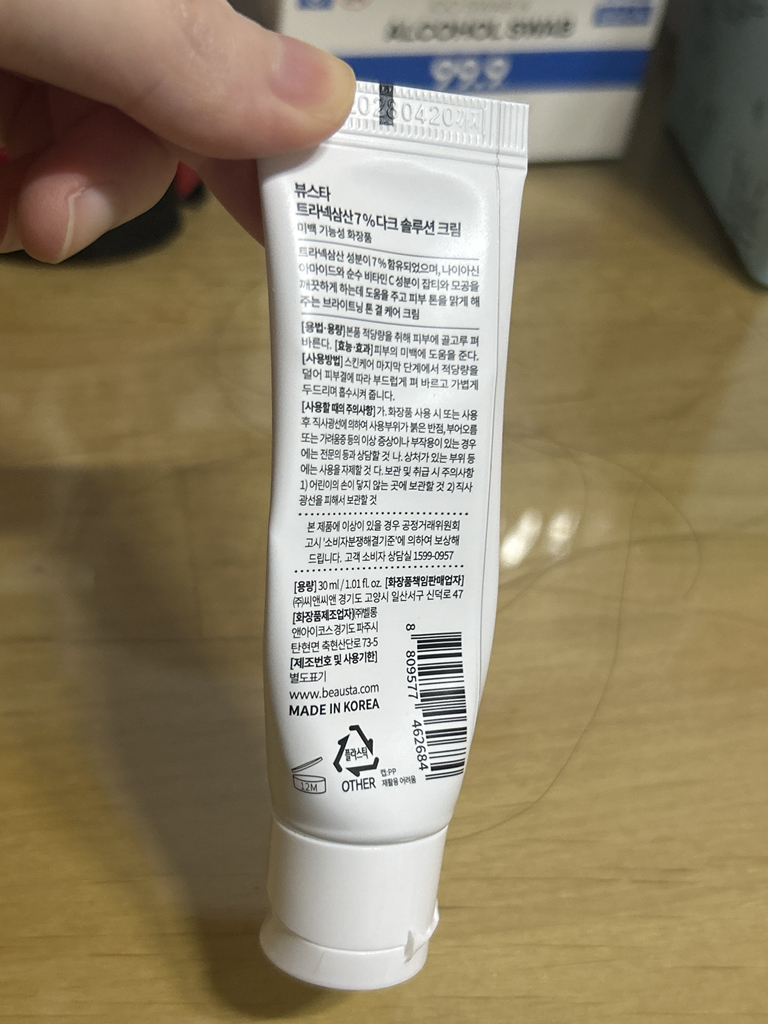 ALCOHOL SWAB
99.9
뷰스타
트라넥삼산 7%다크 솔루션 크림
미백 기능성 화장품
트라넥삼산 성분이 7% 함유되었으며, 나이아신
아마이드와 순수 비타민 C 성분이 잡티와 모공을
깨끗하게 하는데 도움을 주고 피부 톤을 맑게 해
주는 브라이트닝 톤 결 케어 크림
[용법·용량]본품 적당량을 취해 피부에 골고루 펴
바른다. [효능·효과]피부의 미백에 도움을 준다.
[사용방법] 스킨케어 마지막 단계에서 적당량을
덜어 피부결에 따라 부드럽게 펴 바르고 가볍게
두드리며 흡수시켜 줍니다.
[사용할 때의 주의사항] 가. 화장품 사용 시 또는 사용
후 직사광선에 의하여 사용부위가 붉은 반점, 부어오름
또는 가려움증 등의 이상 증상이나 부작용이 있는 경우
에는 전문의 등과 상담할 것 나. 상처가 있는 부위 등
에는 사용을 자제할 것 다. 보관 및 취급 시 주의사항
1) 어린이의 손이 닿지 않는 곳에 보관할 것 2) 직사
광선을 피해서 보관할 것
본 제품에 이상이 있을 경우 공정거래위원회
고시 '소비자분쟁해결기준'에 의하여 보상해
드립니다. 고객 소비자 상담실 1599-0957
[용량] 30 ml / 1.01 fl. oz. [화장품책임판매업자]
㈜씨앤씨앤 경기도 고양시 일산서구 신덕로 47
[화장품제조업자]㈜벨롱
앤아이코스 경기도 파주시
탄현면 축현산단로 73-5
[제조번호 및 사용기한]
별도표기
www.beausta.com
MADE IN KOREA
8 809577 462684
플라스틱
OTHER
캡:PP
재활용 어려움
12M